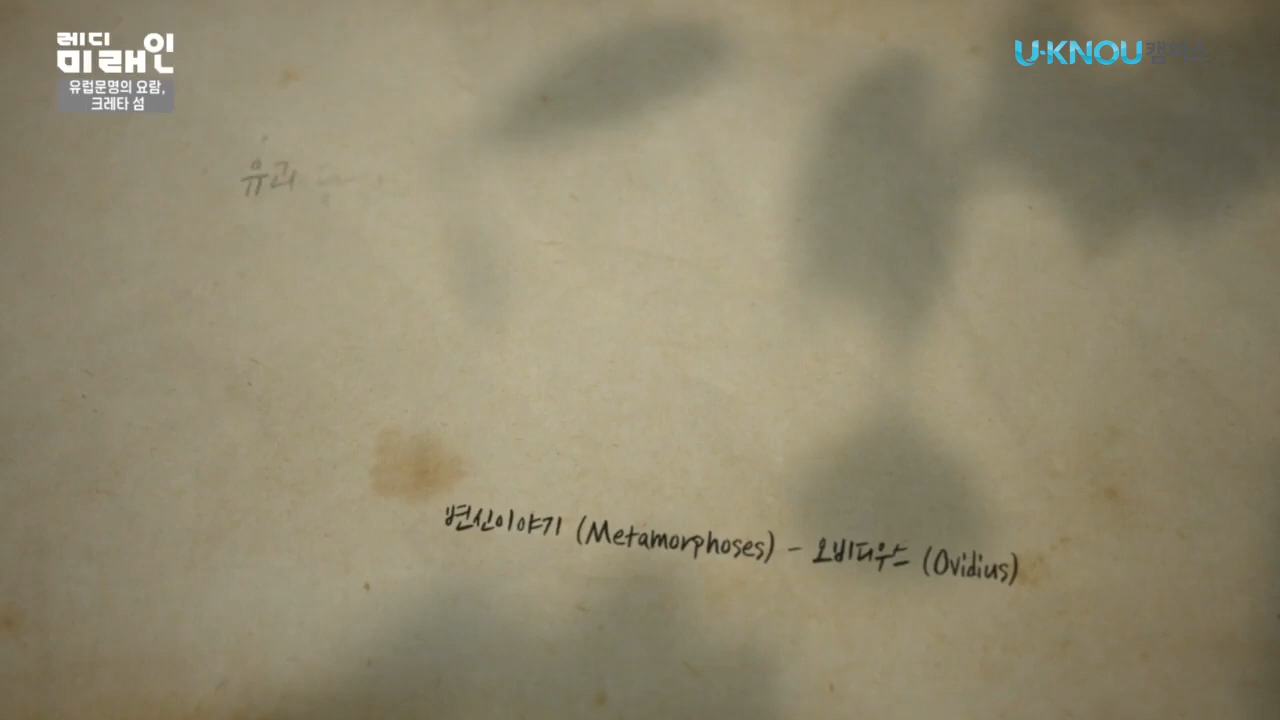 레디
미래인
유럽문명의 요람,
크레타 섬
U-KNOU캠퍼스
유괴
변신이야기 (Metamorphoses) - 오비디우스 (Ovidius)